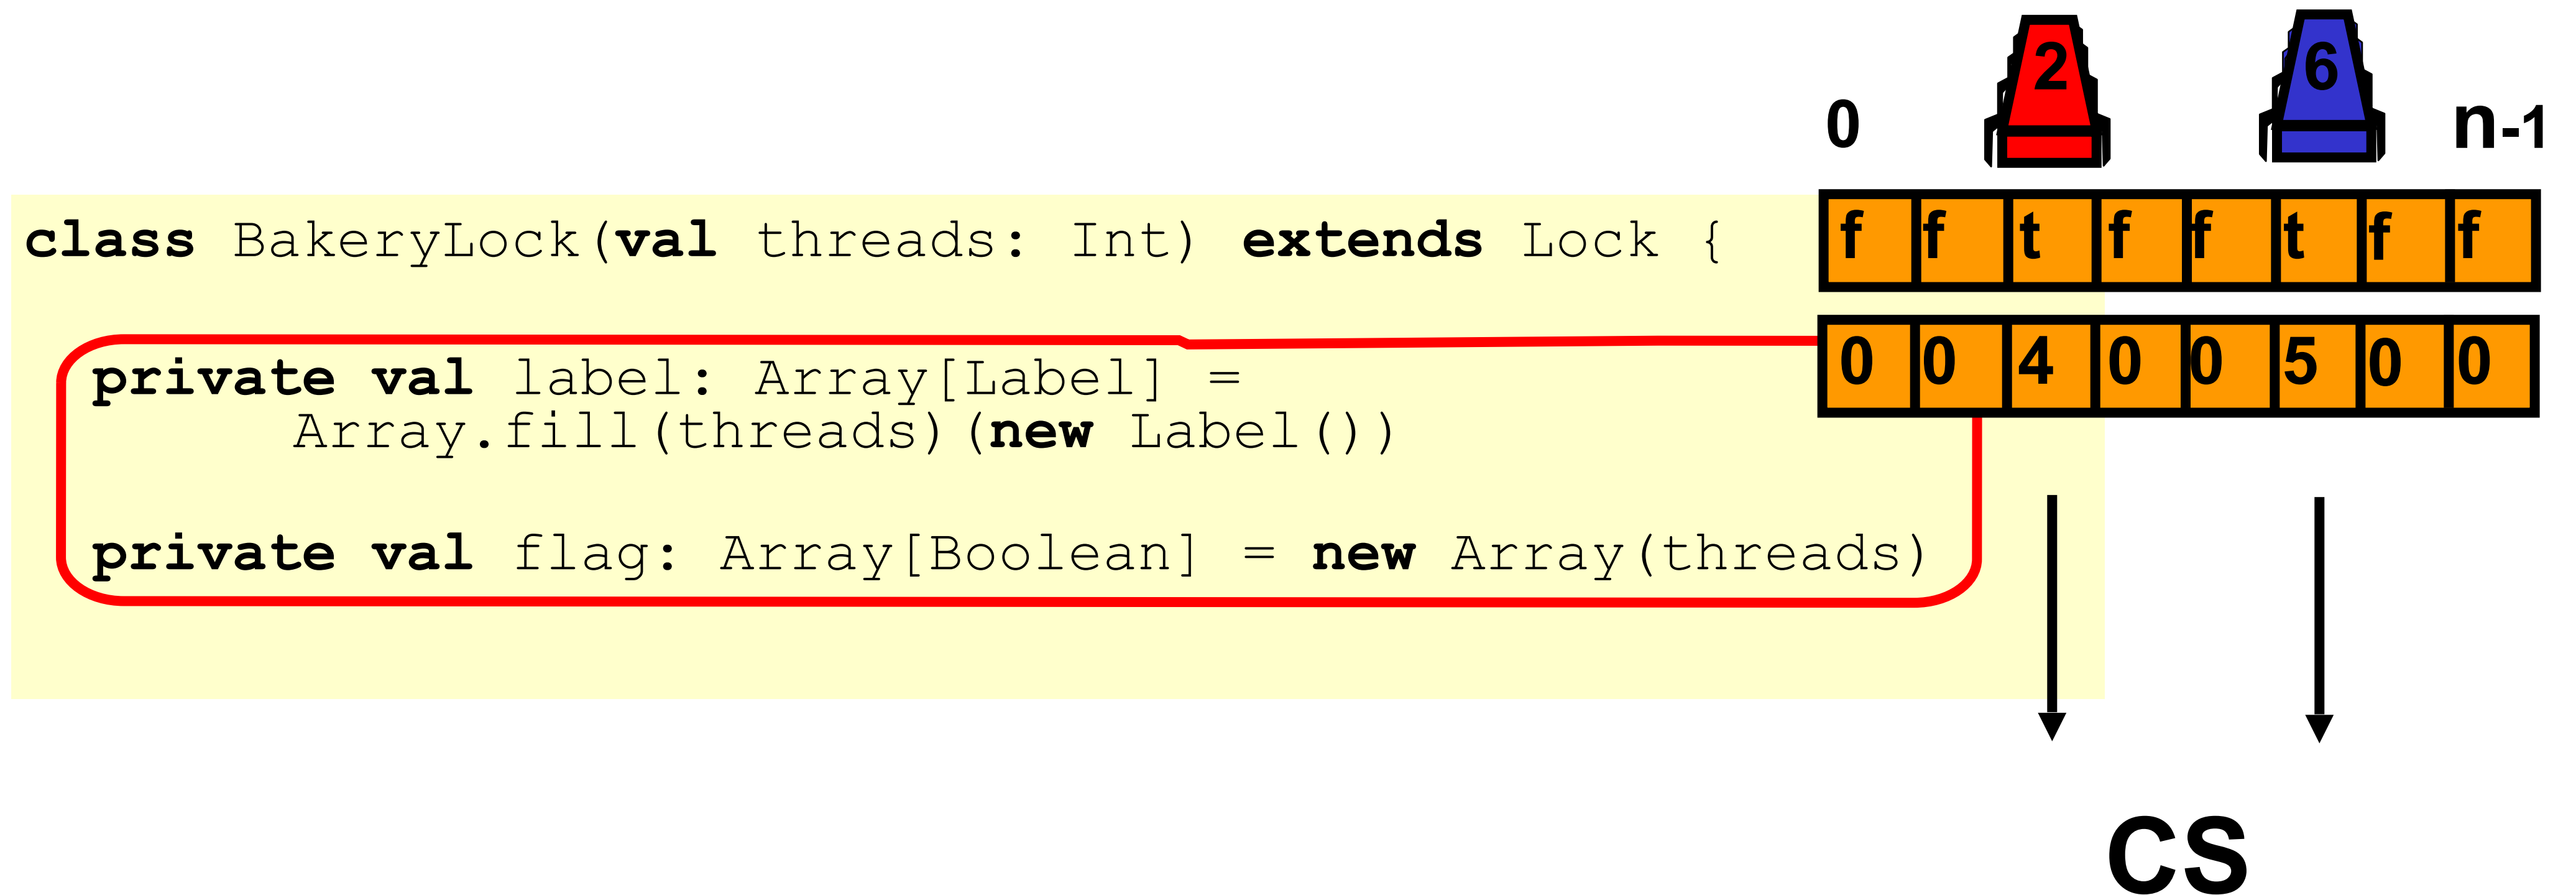 2 6
0 n-1
f f t f f t f f
class BakeryLock(val threads: Int) extends Lock {
0 0 4 0 0 5 0 0
private val label: Array[Label] =
Array.fill(threads)(new Label())
private val flag: Array[Boolean] = new Array(threads)
CS